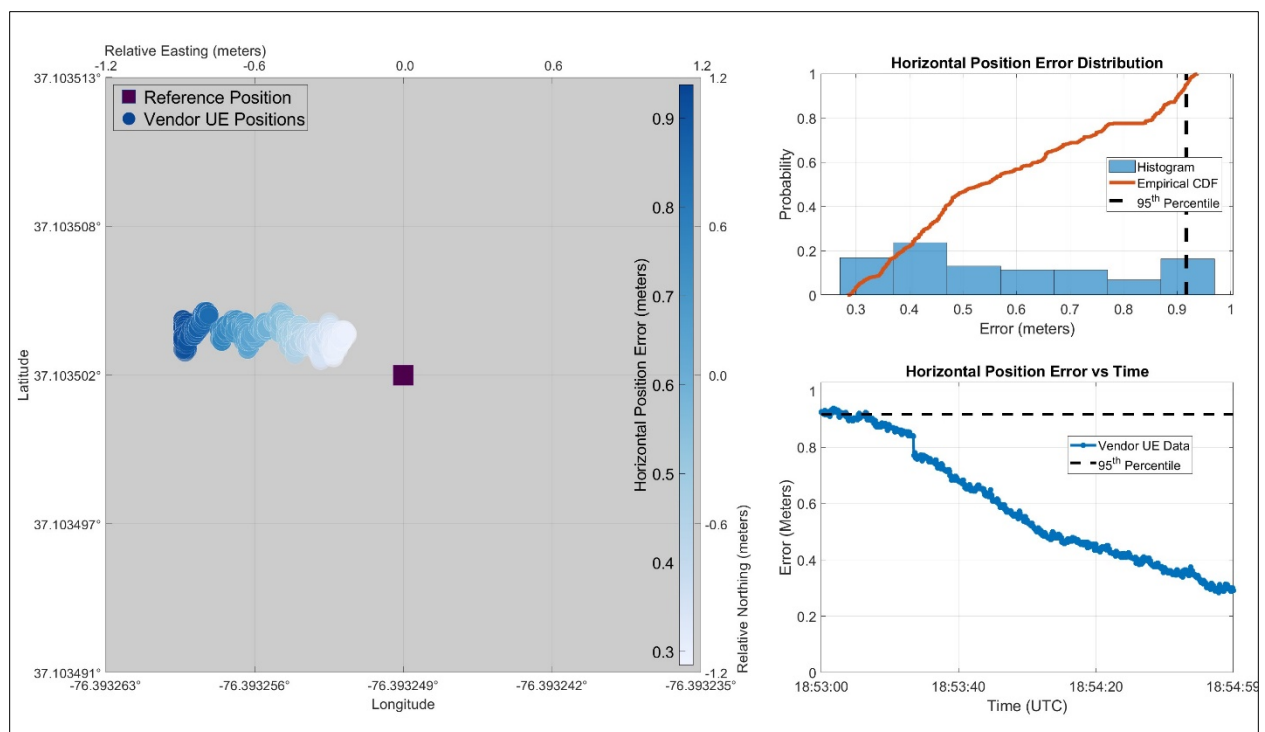 Relative Easting (meters)
-1.2 -0.6 0.0 0.6 1.2
37.103513° 1.2
Reference Position
Vendor UE Positions
0.9
0.8
37.103508° 0.6
0.7
37.103502° 0.0
0.6
0.5
37.103497° -0.6
0.4
0.3
37.103491° -1.2
Latitude
Horizontal Position Error (meters)
Relative Northing (meters)
-76.393263° -76.393256° -76.393249° -76.393242° -76.393235°
Longitude
Horizontal Position Error Distribution
1
0.8
0.6
0.4
0.2
0
Probability
Histogram
Empirical CDF
95th Percentile
0.3 0.4 0.5 0.6 0.7 0.8 0.9 1
Error (meters)
Horizontal Position Error vs Time
1
0.8
0.6
0.4
0.2
0
Error (Meters)
Vendor UE Data
95th Percentile
18:53:00 18:53:40 18:54:20 18:54:59
Time (UTC)